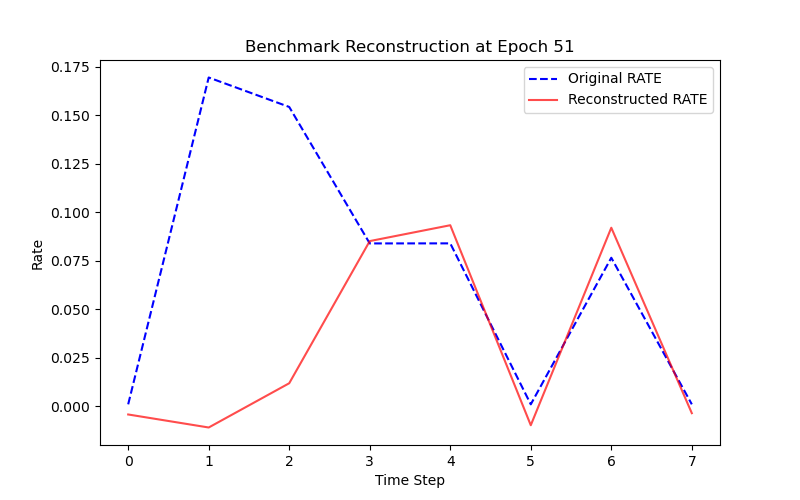 Benchmark Reconstruction at Epoch 51
Original RATE
Reconstructed RATE
Rate
0.175
0.150
0.125
0.100
0.075
0.050
0.025
0.000
0 1 2 3 4 5 6 7
Time Step